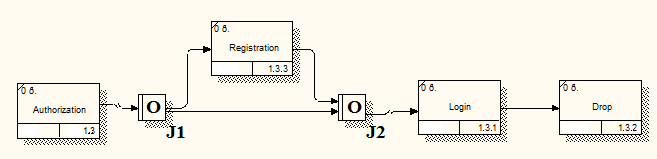 0 б.
Registration
1.3.3
0 б.
Authorization
1.3
O
J1
O
J2
0 б.
Login
1.3.1
0 б.
Drop
1.3.2